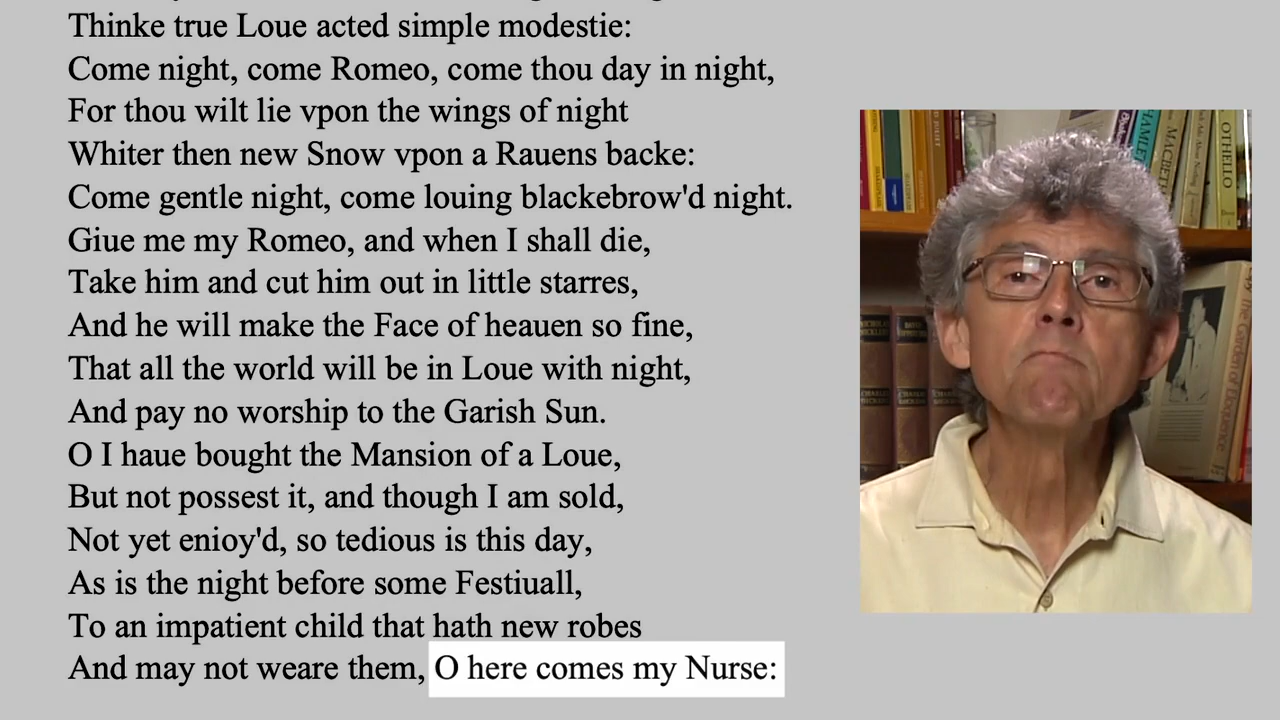 Thinke true Loue acted simple modestie:
Come night, come Romeo, come thou day in night,
For thou wilt lie vpon the wings of night
Whiter then new Snow vpon a Rauens backe:
Come gentle night, come louing blackebrow'd night.
Giue me my Romeo, and when I shall die,
Take him and cut him out in little starres,
And he will make the Face of heauen so fine,
That all the world will be in Loue with night,
And pay no worship to the Garish Sun.
O I haue bought the Mansion of a Loue,
But not possest it, and though I am sold,
Not yet enioy'd, so tedious is this day,
As is the night before some Festiuall,
To an impatient child that hath new robes
And may not weare them, O here comes my Nurse:
HAMLET
MACBETH
OTHELLO
The Garden of Eloquence